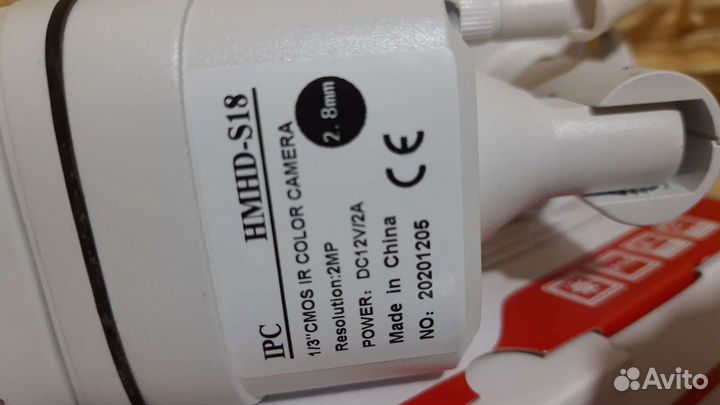 IPC HMHD-S18
1/3"CMOS IR COLOR CAMERA
Resolution:2MP
POWER: DC12V/2A
Made in China
NO: 20201205
2.8mm
CE
Avito